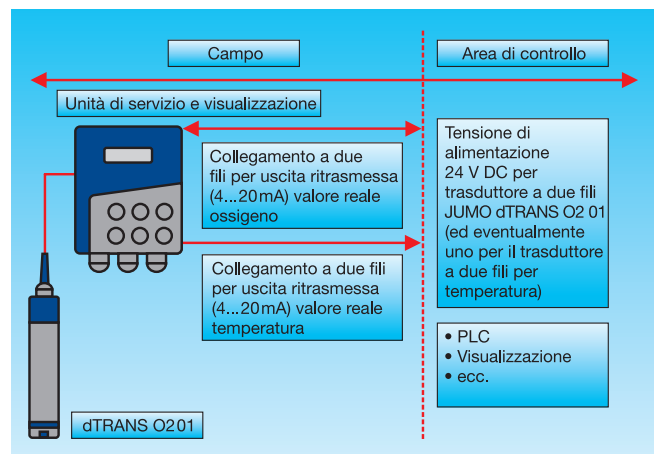 Campo
Area di controllo
Unità di servizio e visualizzazione
Collegamento a due
fili per uscita ritrasmessa
(4...20mA) valore reale
ossigeno
Collegamento a due fili
per uscita ritrasmessa
(4...20mA) valore reale
temperatura
dTRANS O201
Tensione di
alimentazione
24 V DC per
trasduttore a due fili
JUMO dTRANS O2 01
(ed eventualmente
uno per il trasduttore
a due fili per
temperatura)
• PLC
• Visualizzazione
• ecc.